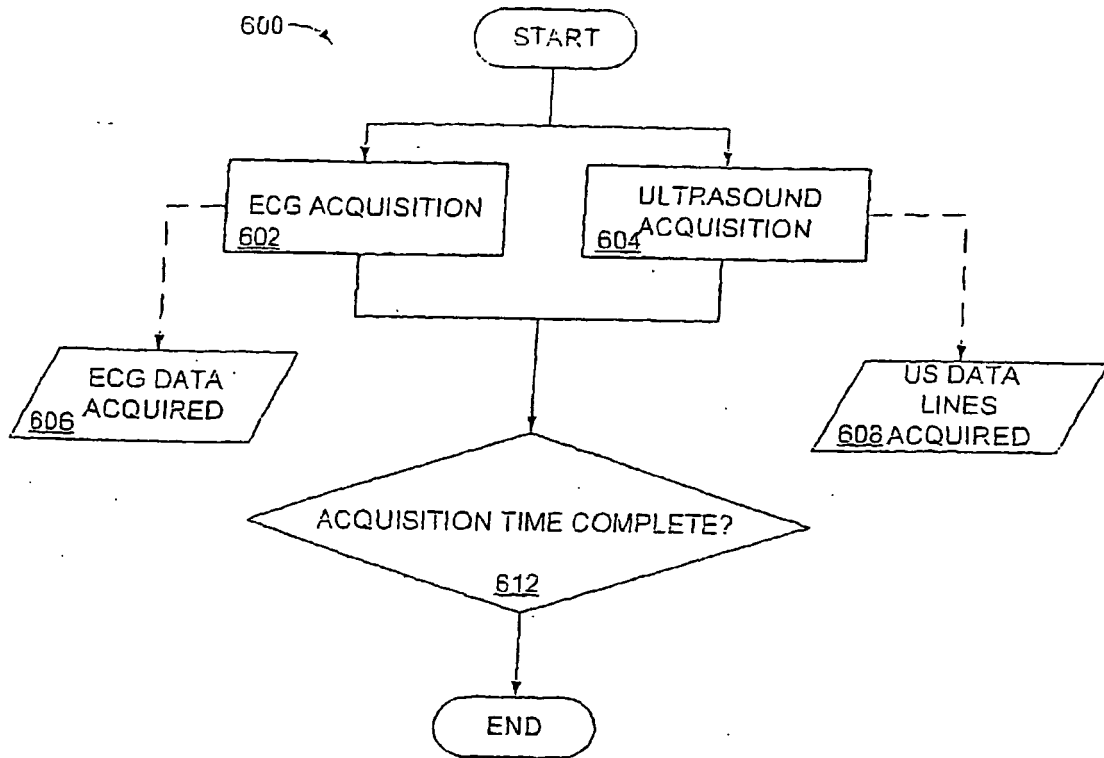 600
START
ECG ACQUISITION
602
ULTRASOUND
ACQUISITION
604
ECG DATA
ACQUIRED
606
US DATA
LINES
ACQUIRED
608
ACQUISITION TIME COMPLETE?
612
END